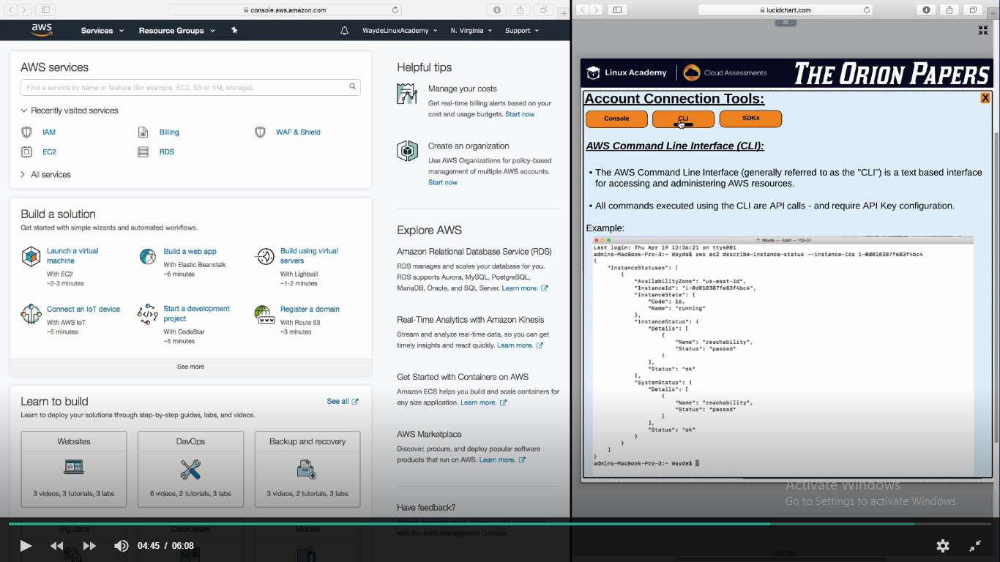 console.aws.amazon.com
aws
Services
Resource Groups
WaydeLinuxAcademy
N. Virginia
Support
AWS services
Find a service by name or feature (for example, EC2, S3 or VM, storage).
Recently visited services
IAM
Billing
WAF & Shield
EC2
RDS
All services
Build a solution
Get started with simple wizards and automated workflows.
Launch a virtual
machine
With EC2
~2-3 minutes
Build a web app
With Elastic Beanstalk
~6 minutes
Build using virtual
servers
With Lightsail
~1-2 minutes
Connect an IoT device
With AWS IoT
~5 minutes
Start a development
project
With CodeStar
~5 minutes
Register a domain
With Route 53
~3 minutes
www
See more
Learn to build
See all
Learn to deploy your solutions through step-by-step guides, labs, and videos.
Websites
3 videos, 3 tutorials, 3 labs
DevOps
6 videos, 2 tutorials, 3 labs
Backup and recovery
3 videos, 2 tutorials, 3 labs
Big data
Databases
Mobile
Helpful tips
Manage your costs
Get real-time billing alerts based on your
cost and usage budgets. Start now
Create an organization
Use AWS Organizations for policy-based
management of multiple AWS accounts.
Start now
Explore AWS
Amazon Relational Database Service (RDS)
RDS manages and scales your database for you.
RDS supports Aurora, MySQL, PostgreSQL,
MariaDB, Oracle, and SQL Server. Learn more.
Real-Time Analytics with Amazon Kinesis
Stream and analyze real-time data, so you can get
timely insights and react quickly. Learn more.
Get Started with Containers on AWS
Amazon ECS helps you build and scale containers for
any size application. Learn more.
AWS Marketplace
Discover, procure, and deploy popular software
products that run on AWS. Learn more.
Have feedback?
with the AWS Management Console.
lucidchart.com
Linux Academy
Cloud Assessments
THE ORION PAPERS
Account Connection Tools:
X
Console
CLI
SDKs
AWS Command Line Interface (CLI):
• The AWS Command Line Interface (generally referred to as the "CLI") is a text based interface
for accessing and administering AWS resources.
• All commands executed using the CLI are API calls - and require API Key configuration.
Example:
Wayde — -bash — 112×37
Last login: Thu Apr 19 13:36:21 on ttys001
admins-MacBook-Pro-3:~ Wayde$ aws ec2 describe-instance-status --instance-ids i-0d010387fe83f4bc4
{
"InstanceStatuses": [
{
"AvailabilityZone": "us-east-1d",
"InstanceId": "i-0d010387fe83f4bc4",
"InstanceState": {
"Code": 16,
"Name": "running"
},
"InstanceStatus": {
"Details": [
{
"Name": "reachability",
"Status": "passed"
}
],
"Status": "ok"
},
"SystemStatus": {
"Details": [
{
"Name": "reachability",
"Status": "passed"
}
],
"Status": "ok"
}
}
]
}
admins-MacBook-Pro-3:~ Wayde$
Activate Windows
Go to Settings to activate Windows.
04:45 / 06:08